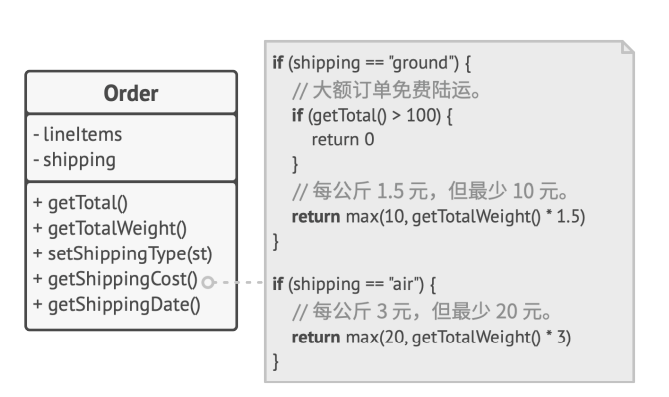 Order
- lineItems
- shipping
+ getTotal()
+ getTotalWeight()
+ setShippingType(st)
+ getShippingCost()
+ getShippingDate()
if (shipping == "ground") {
// 大额订单免费陆运。
if (getTotal() > 100) {
return 0
}
// 每公斤 1.5 元，但最少 10 元。
return max(10, getTotalWeight() * 1.5)
}
if (shipping == "air") {
// 每公斤 3 元，但最少 20 元。
return max(20, getTotalWeight() * 3)
}